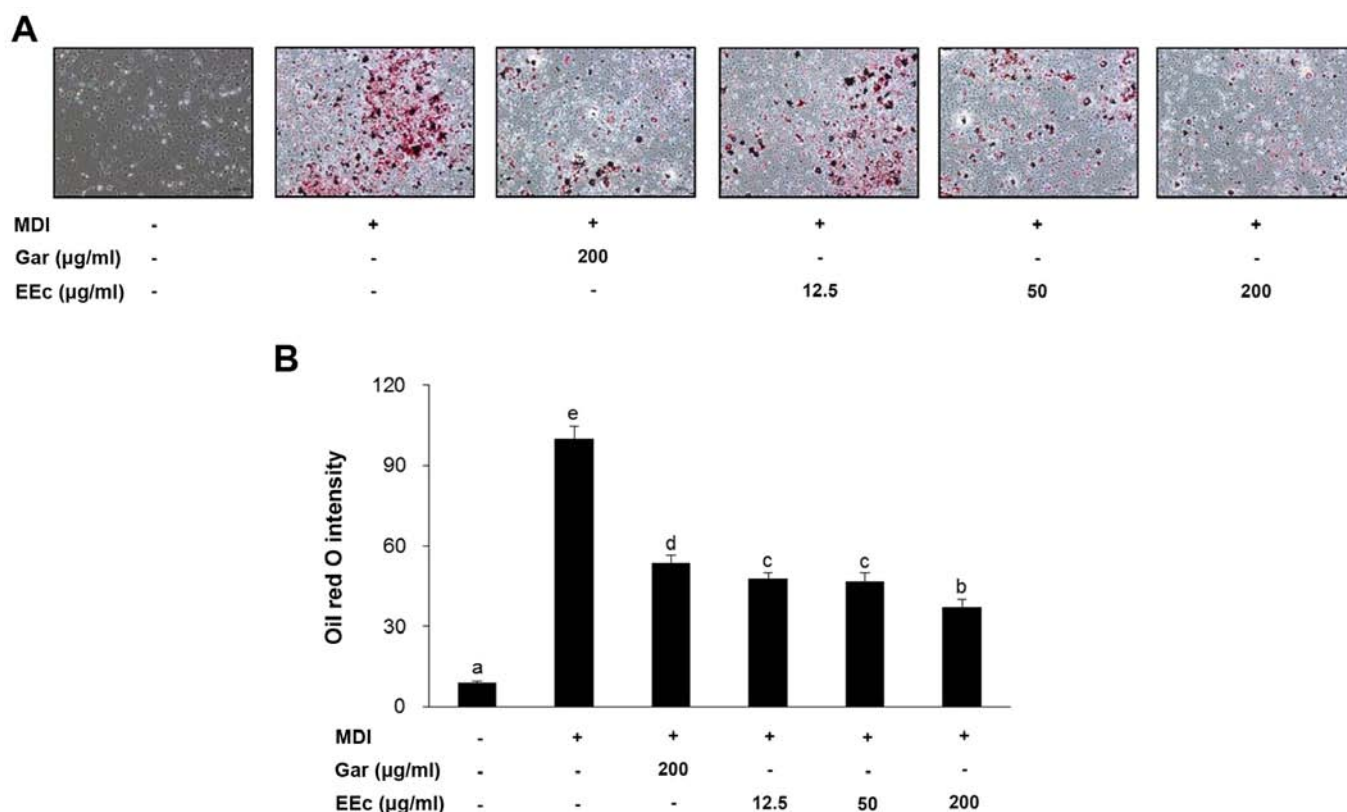 A
MDI - + + + + +
Gar (µg/ml) - - 200 - - -
EEc (µg/ml) - - - 12.5 50 200
B
120
90
60
30
0
Oil red O intensity
a e d c c b
MDI - + + + + +
Gar (µg/ml) - - 200 - - -
EEc (µg/ml) - - - 12.5 50 200